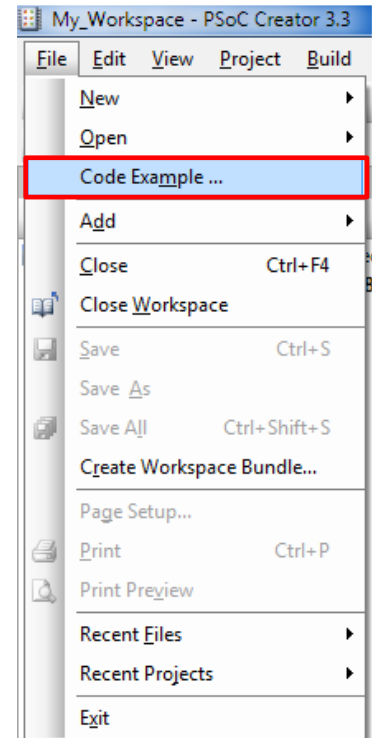 My_Workspace - PSoC Creator 3.3
File Edit View Project Build
New
Open
Code Example ...
Add
Close Ctrl+F4
Close Workspace
Save Ctrl+S
Save As
Save All Ctrl+Shift+S
Create Workspace Bundle...
Page Setup...
Print Ctrl+P
Print Preview
Recent Files
Recent Projects
Exit